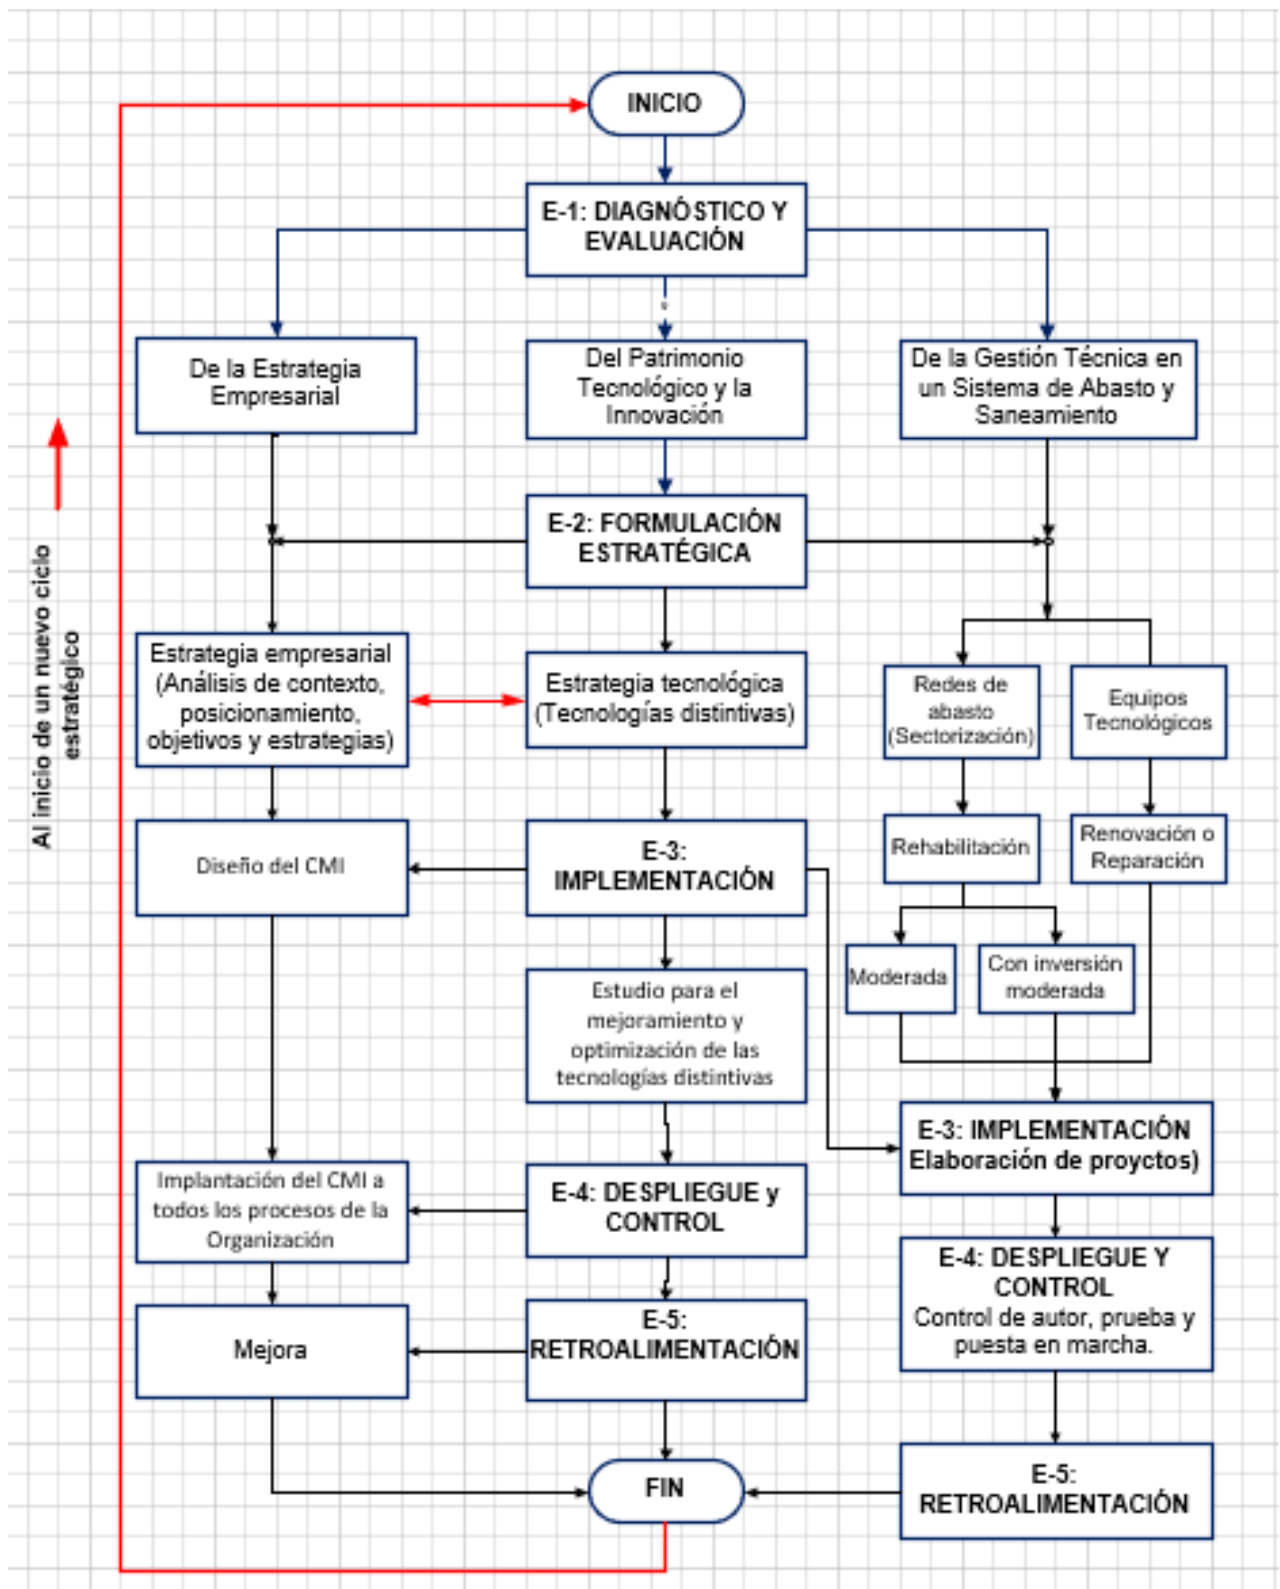 INICIO
E-1: DIAGNÓSTICO Y
EVALUACIÓN
De la Estrategia
Empresarial
Del Patrimonio
Tecnológico y la
Innovación
De la Gestión Técnica en
un Sistema de Abasto y
Saneamiento
E-2: FORMULACIÓN
ESTRATÉGICA
Al inicio de un nuevo ciclo
estratégico
Estrategia empresarial
(Análisis de contexto,
posicionamiento,
objetivos y estrategias)
Estrategia tecnológica
(Tecnologías distintivas)
Redes de
abasto
(Sectorización)
Equipos
Tecnológicos
Diseño del CMI
E-3:
IMPLEMENTACIÓN
Rehabilitación
Renovación o
Reparación
Moderada
Con inversión
moderada
Estudio para el
mejoramiento y
optimización de las
tecnologías distintivas
E-3: IMPLEMENTACIÓN
Elaboración de proyctos)
Implantación del CMI a
todos los procesos de la
Organización
E-4: DESPLIEGUE y
CONTROL
E-4: DESPLIEGUE Y
CONTROL
Control de autor, prueba y
puesta en marcha.
Mejora
E-5:
RETROALIMENTACIÓN
FIN
E-5:
RETROALIMENTACIÓN